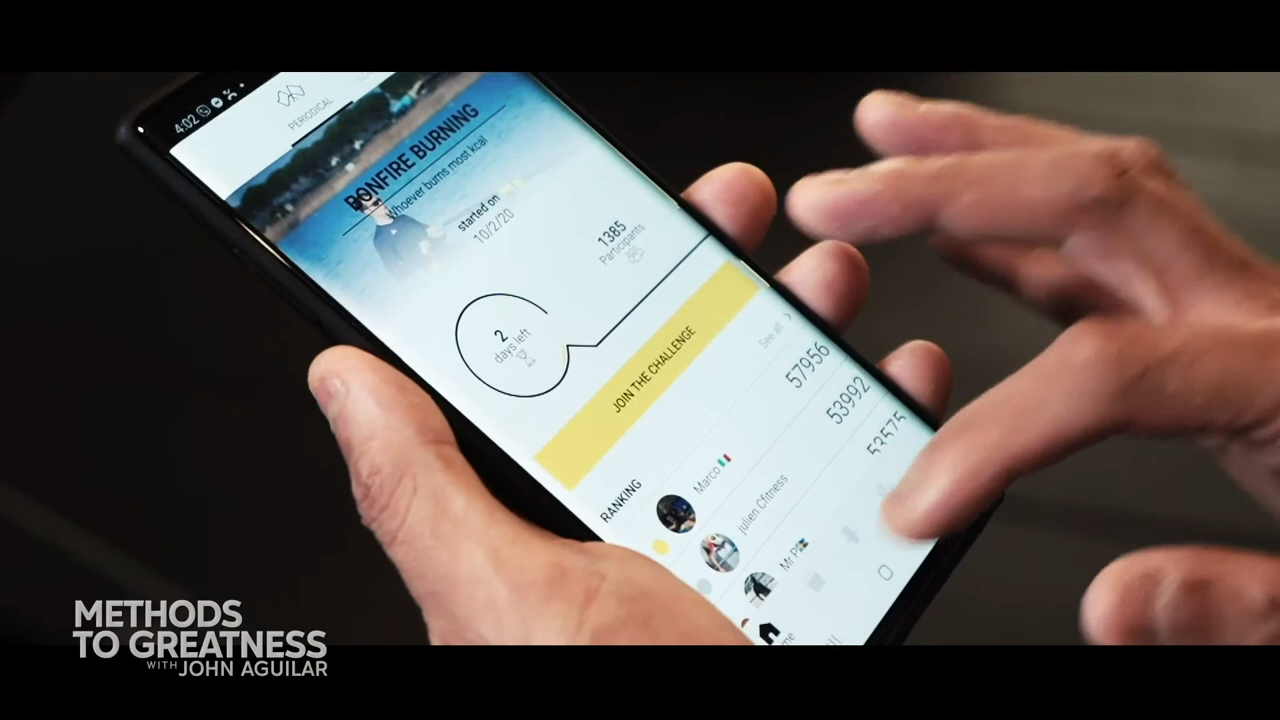 4:02
PERIODICAL
BONFIRE BURNING
Whoever burns most kcal
started on
10/2/20
1385
Participants
2
days left
JOIN THE CHALLENGE
RANKING
See all
Marco
57956
Julien.Cfitness
53992
Mr P
53575
METHODS
TO GREATNESS
WITH JOHN AGUILAR